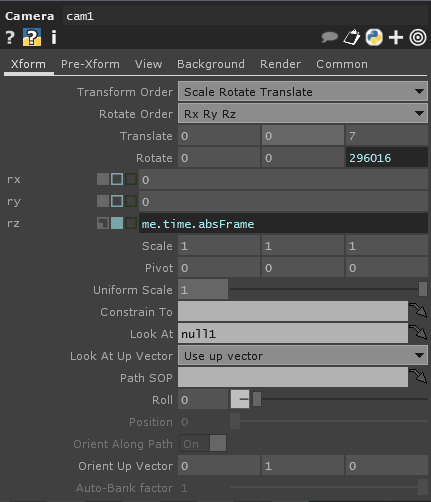 Camera cam1
? ? i
Xform Pre-Xform View Background Render Common
Transform Order Scale Rotate Translate
Rotate Order Rx Ry Rz
Translate 0 0 7
Rotate 0 0 296016
rx 0
ry 0
rz me.time.absFrame
Scale 1 1 1
Pivot 0 0 0
Uniform Scale 1
Constrain To
Look At null1
Look At Up Vector Use up vector
Path SOP
Roll 0
Position 0
Orient Along Path On
Orient Up Vector 0 1 0
Auto-Bank factor 1